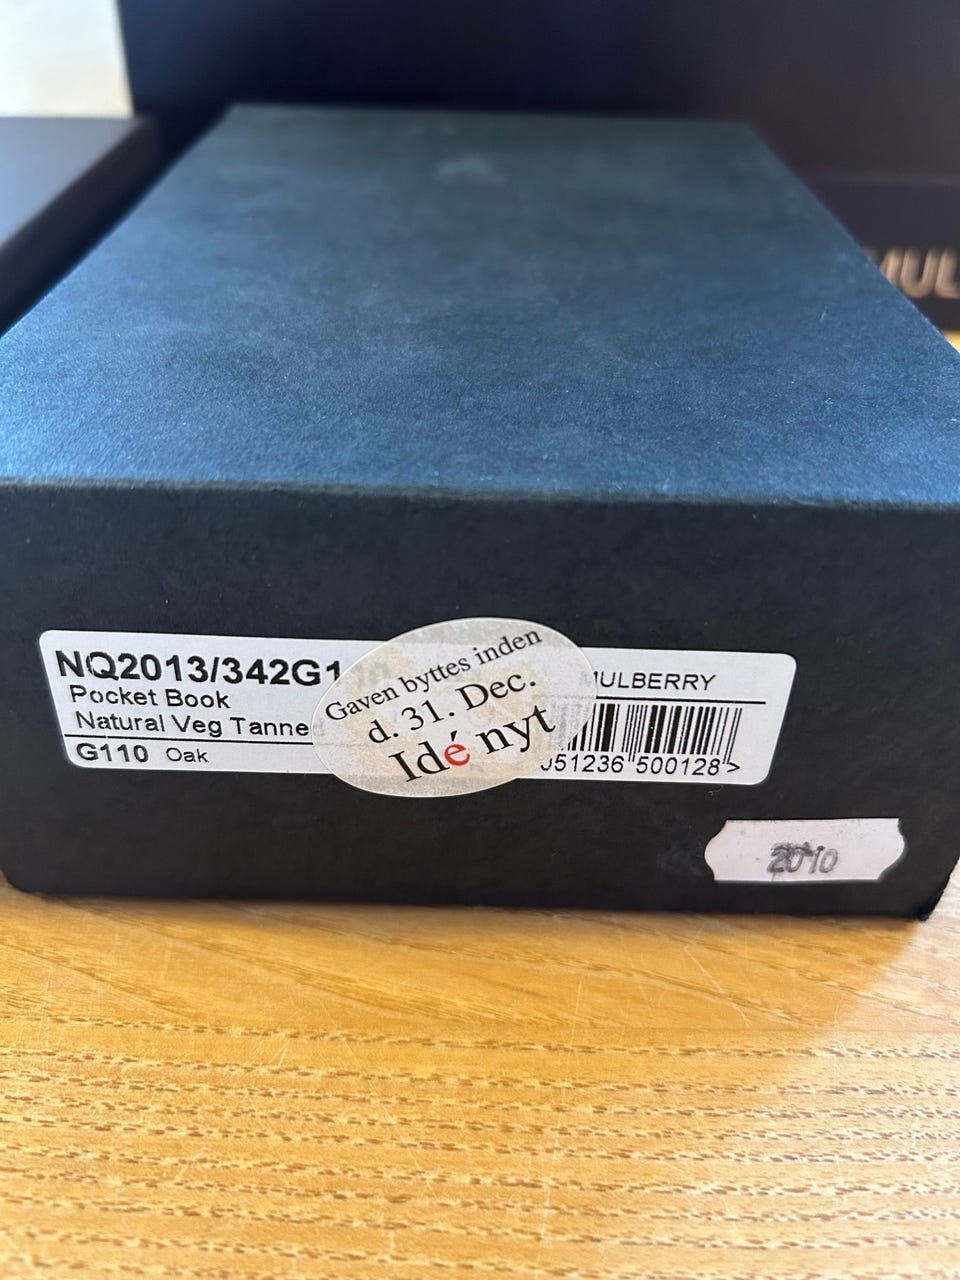 MUL
NQ2013/342G1
Pocket Book
Natural Veg Tanne
G110 Oak
Gaven byttes inden
d. 31. Dec.
Idé nyt
MULBERRY
051236 500128 >
2010